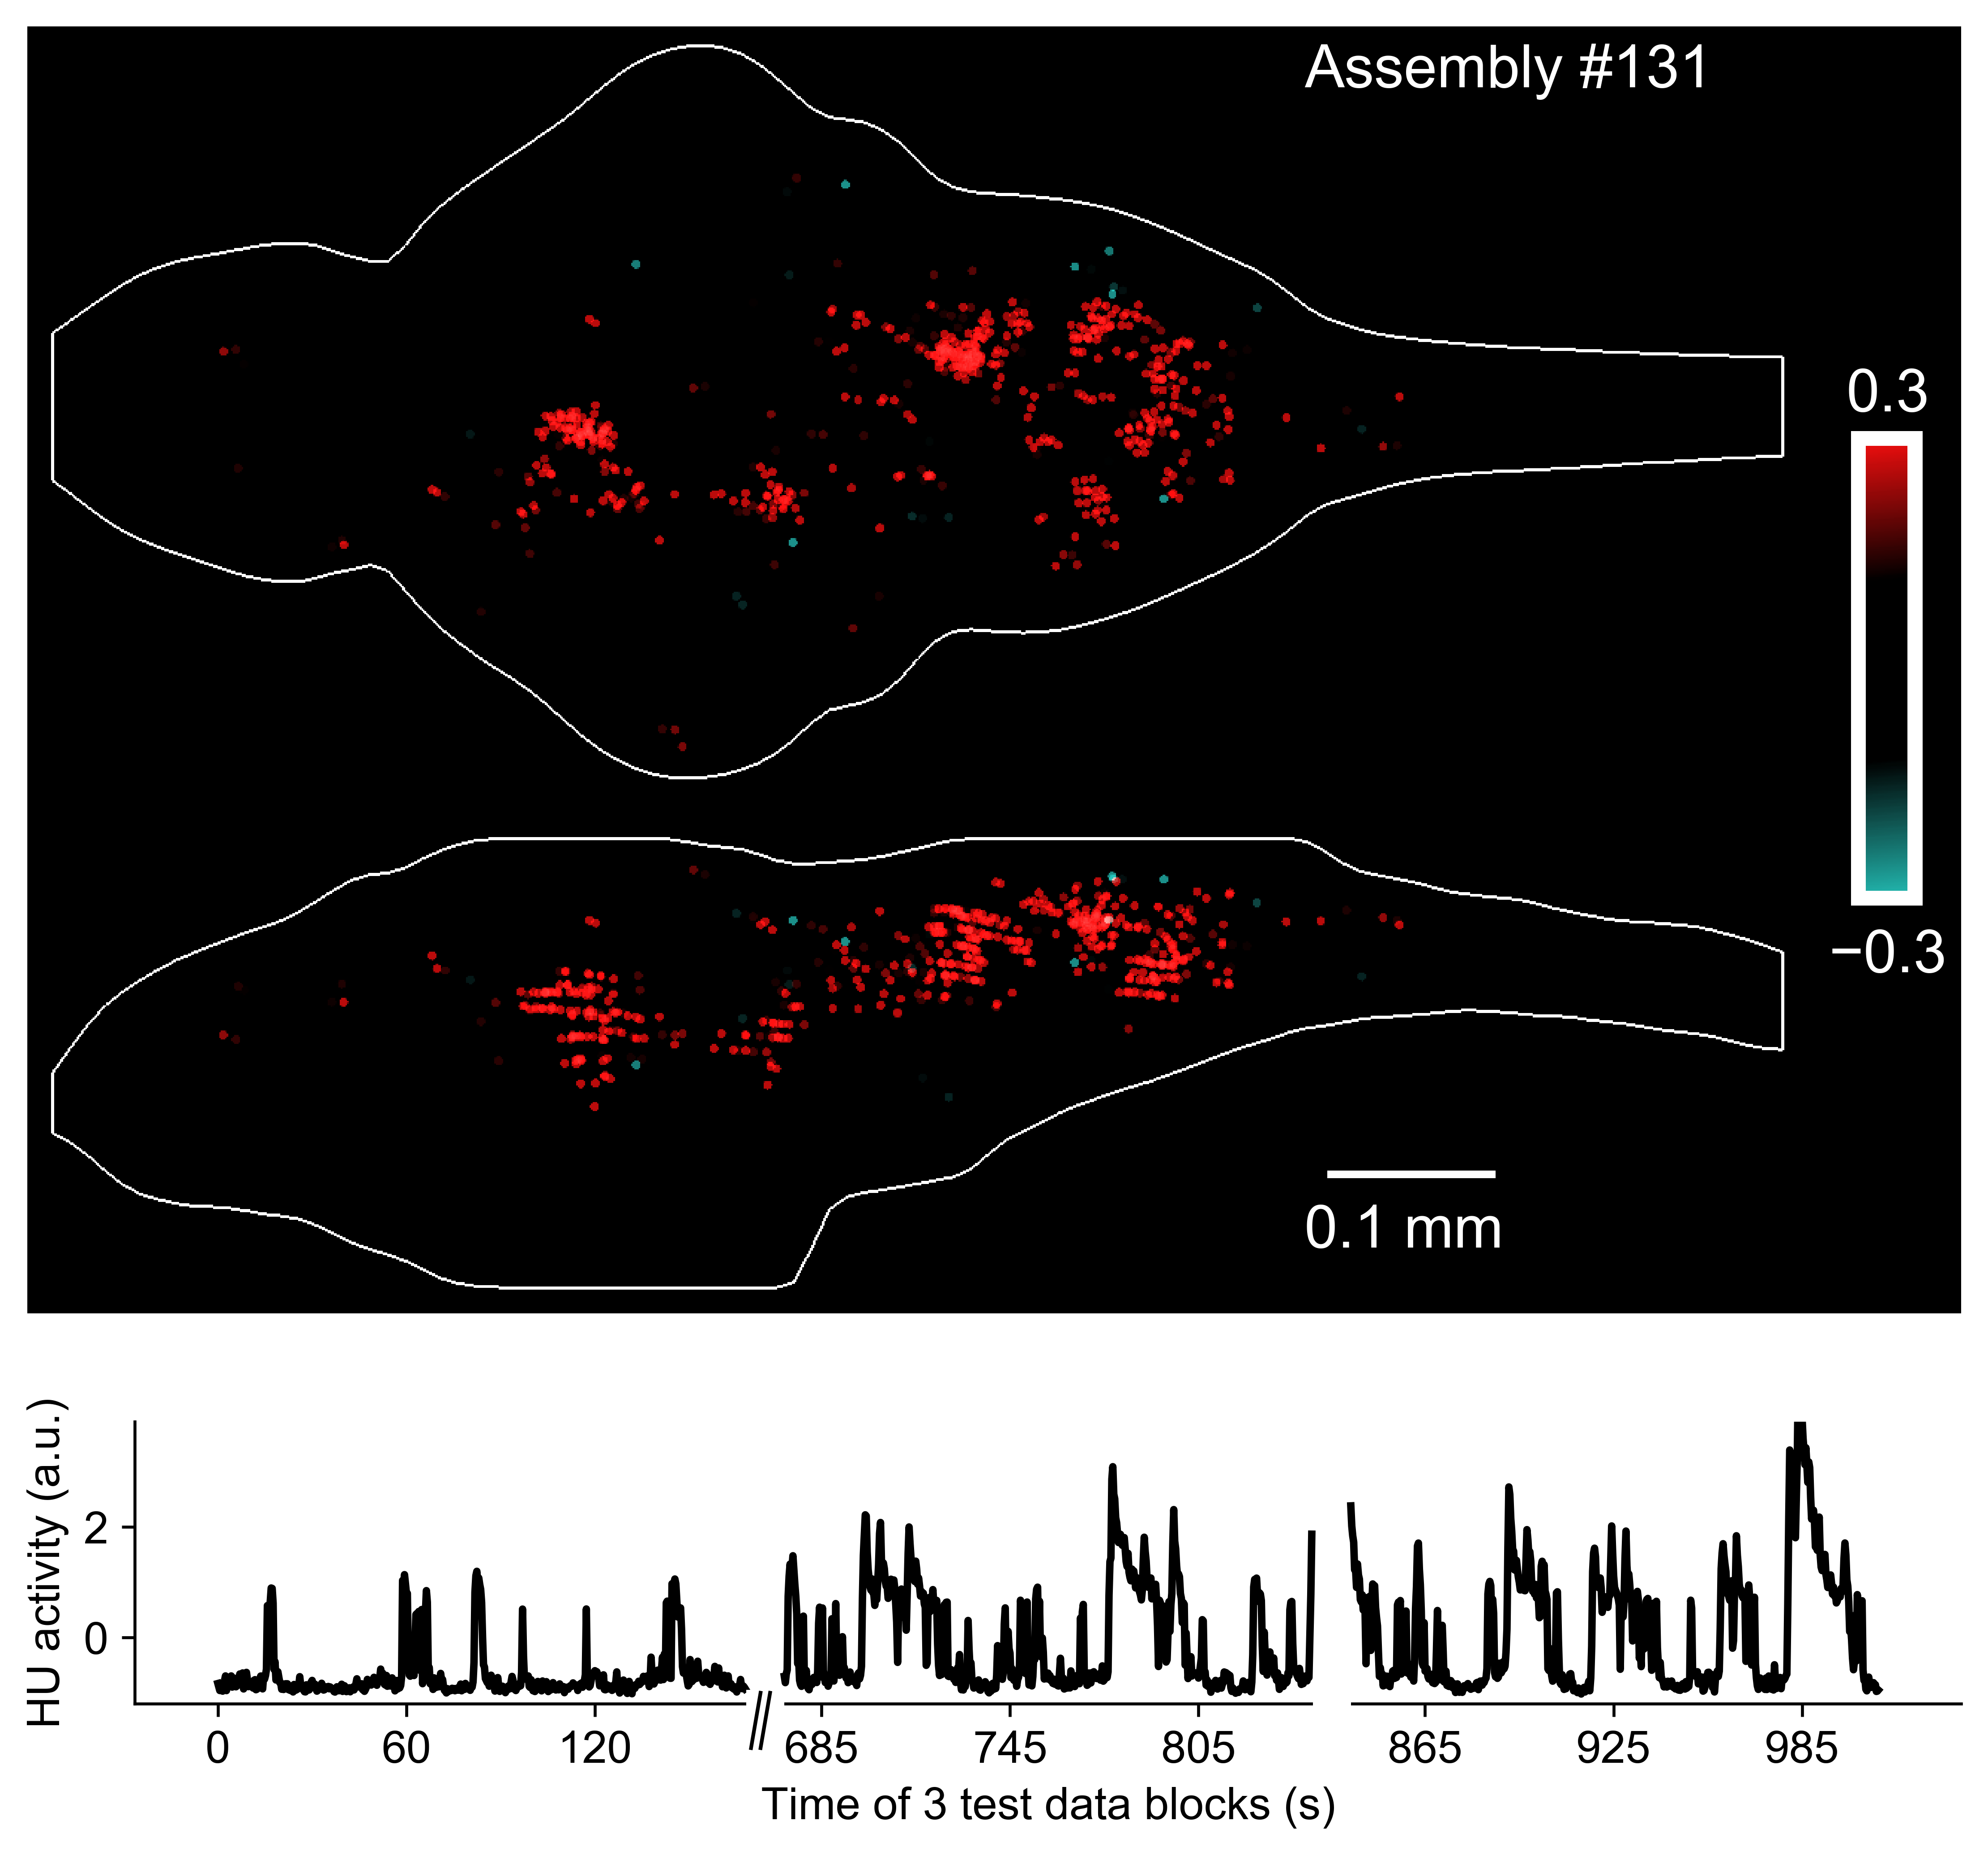 Assembly #131
0.3
−0.3
0.1 mm
HU activity (a.u.)
2
0
0 60 120 685 745 805 865 925 985
Time of 3 test data blocks (s)